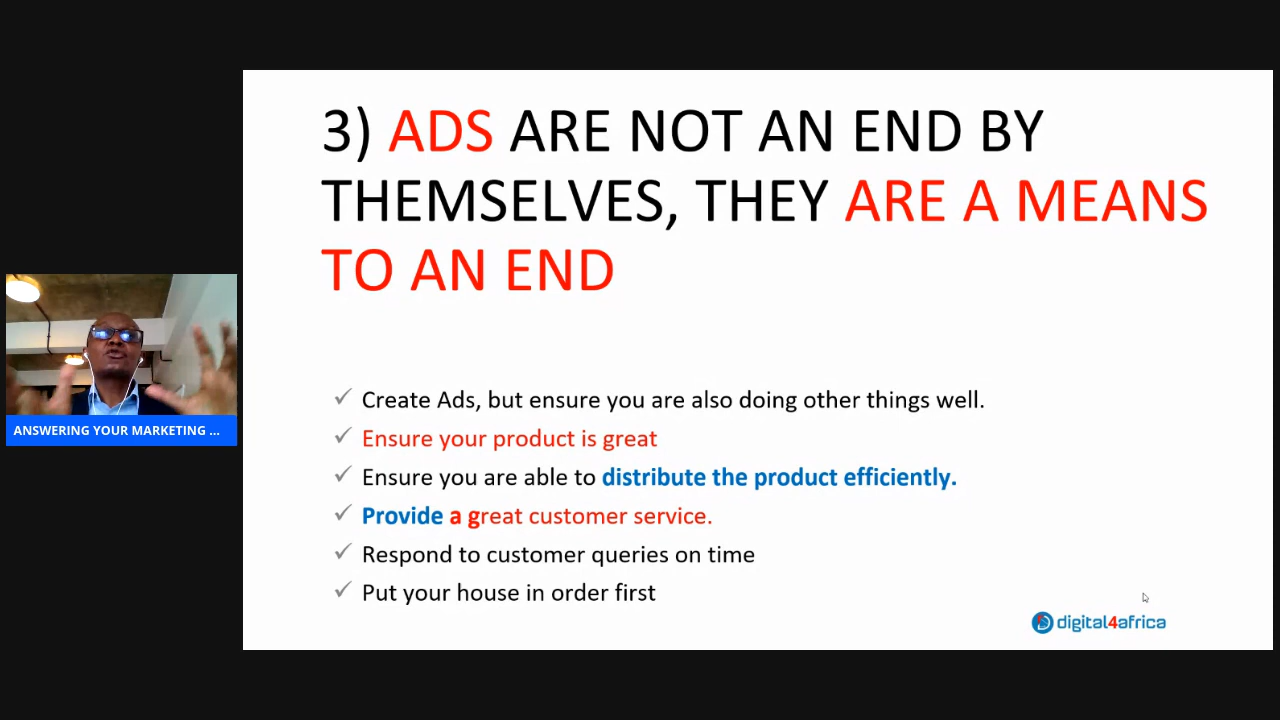 3) ADS ARE NOT AN END BY
THEMSELVES, THEY ARE A MEANS
TO AN END
Create Ads, but ensure you are also doing other things well.
Ensure your product is great
Ensure you are able to distribute the product efficiently.
Provide a great customer service.
Respond to customer queries on time
Put your house in order first
ANSWERING YOUR MARKETING ...
digital4africa